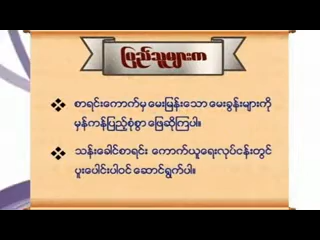 ပြည်သူများက
❖ စာရင်းကောက်မှ မေးမြန်းသော မေးခွန်းများကို
မှန်ကန်ပြည့်စုံစွာ ဖြေဆိုကြပါ။
❖ သန်းခေါင်စာရင်း ကောက်ယူရေးလုပ်ငန်းတွင်
ပူးပေါင်းပါဝင် ဆောင်ရွက်ပါ။